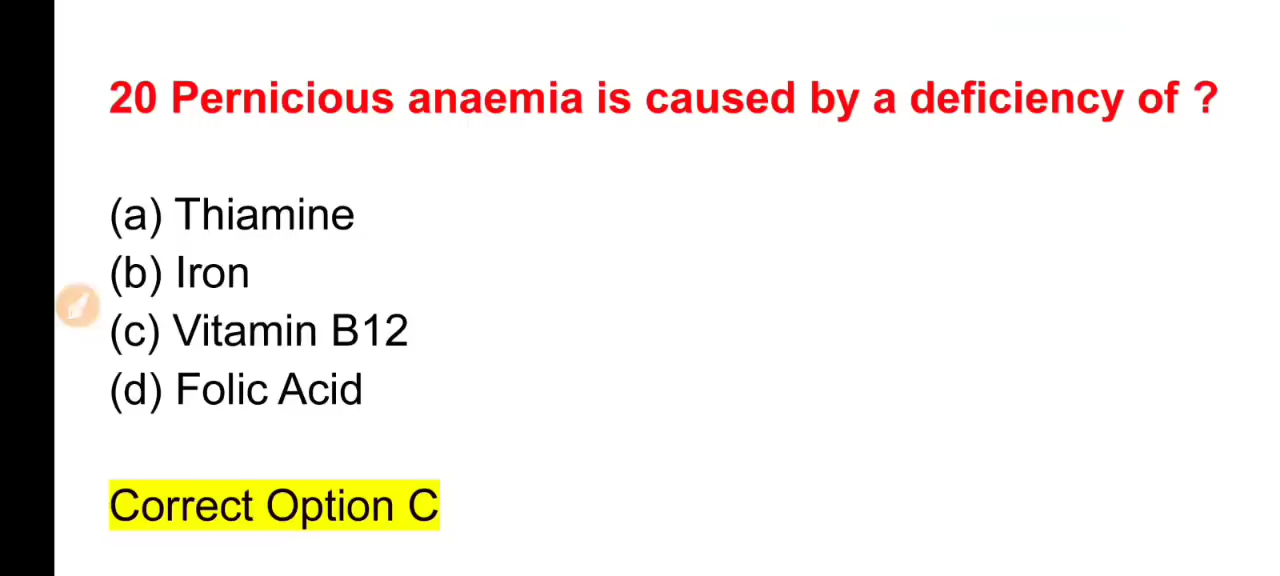 20 Pernicious anaemia is caused by a deficiency of ?
(a) Thiamine
(b) Iron
(c) Vitamin B12
(d) Folic Acid
Correct Option C